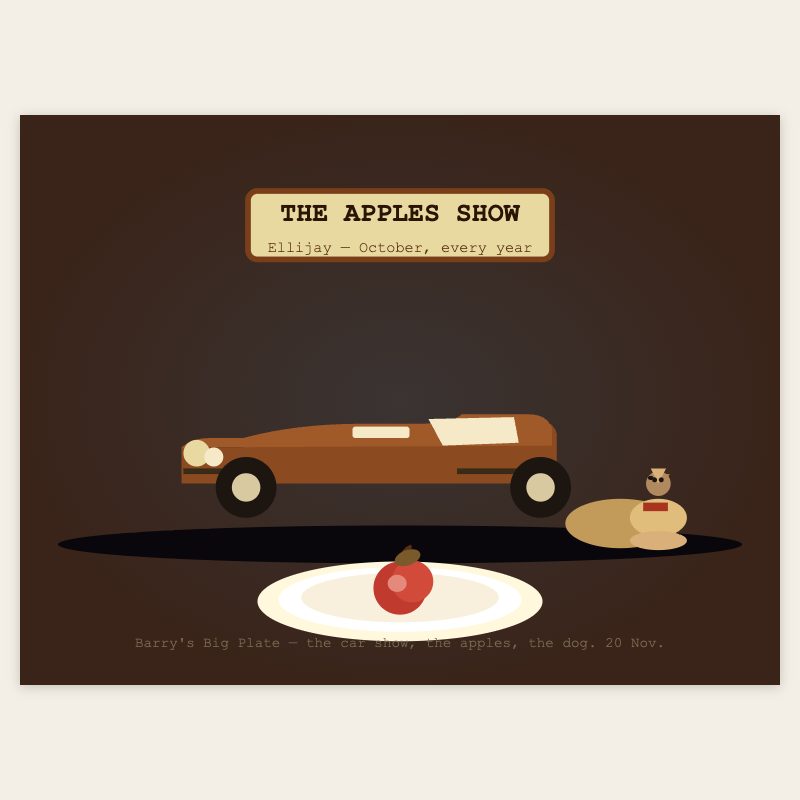 THE APPLES SHOW
Ellijay — October, every year
Barry's Big Plate — the car show, the apples, the dog. 20 Nov.